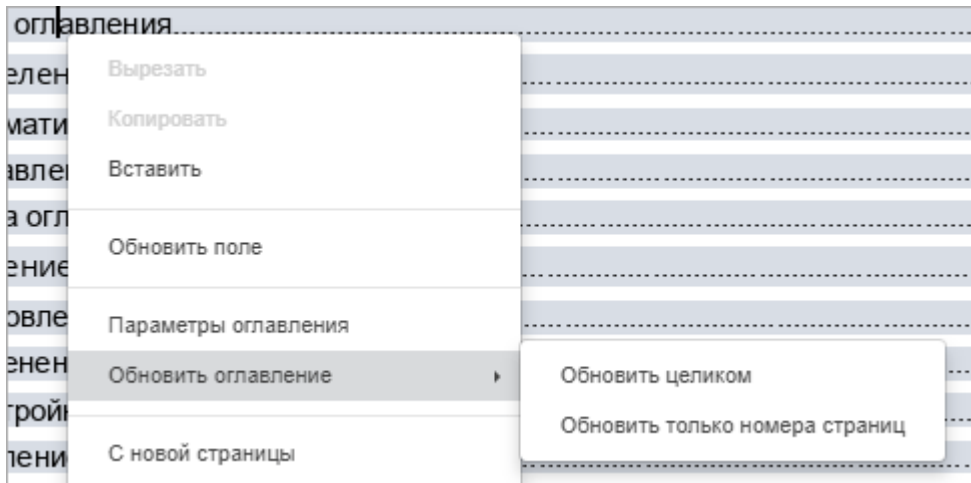 оглавления
Вырезать
Копировать
Вставить
Обновить поле
Параметры оглавления
Обновить оглавление
Обновить целиком
Обновить только номера страниц
С новой страницы